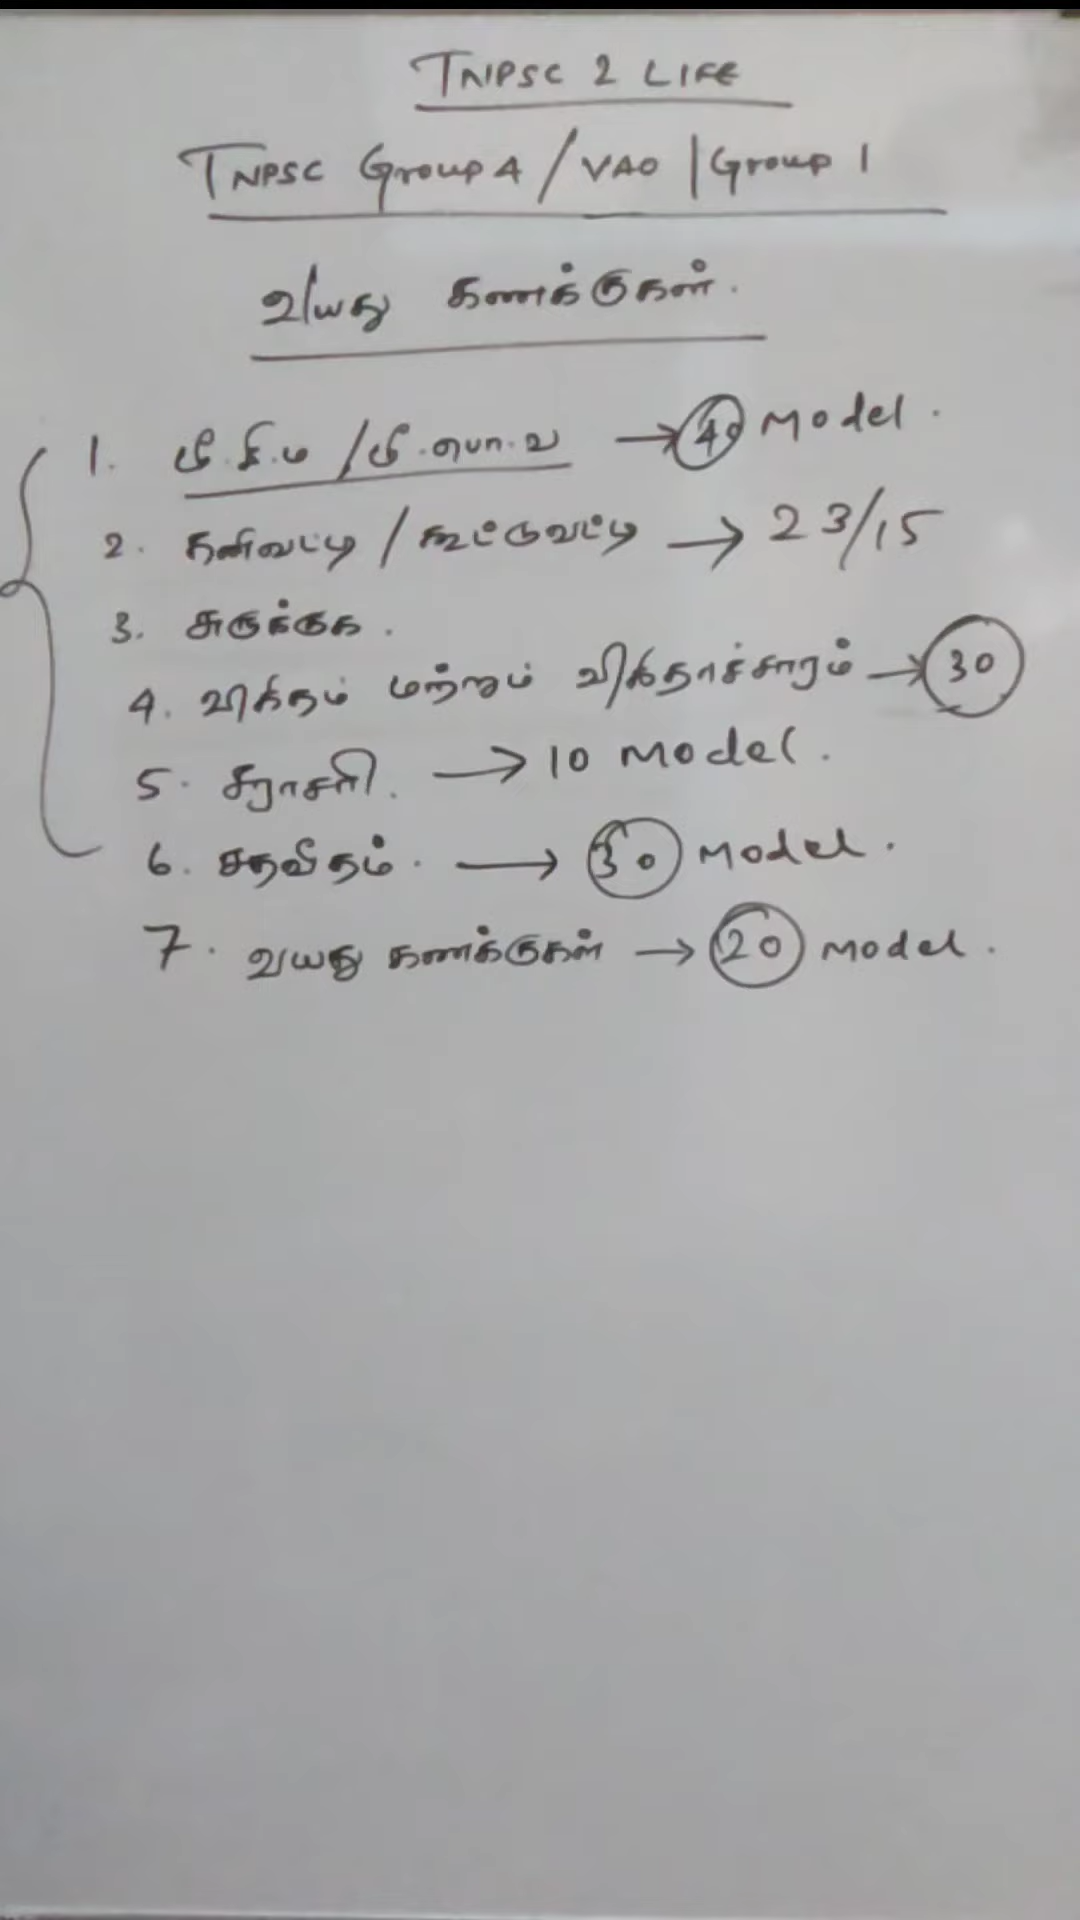 TNPSC 2 LIFE
TNPSC Group 4 / VAO | Group 1
வயது கணக்குகள்.
1. மீ.சி.ம / மீ.பொ.வ → 40 Model.
2. தனிவட்டி / கூட்டுவட்டி → 23/15
3. சுருக்குக.
4. விகிதம் மற்றும் விகிதாச்சாரம் → 30
5. சராசரி. → 10 Model.
6. சதவீதம். → 30 Model.
7. வயது கணக்குகள் → 20 Model.